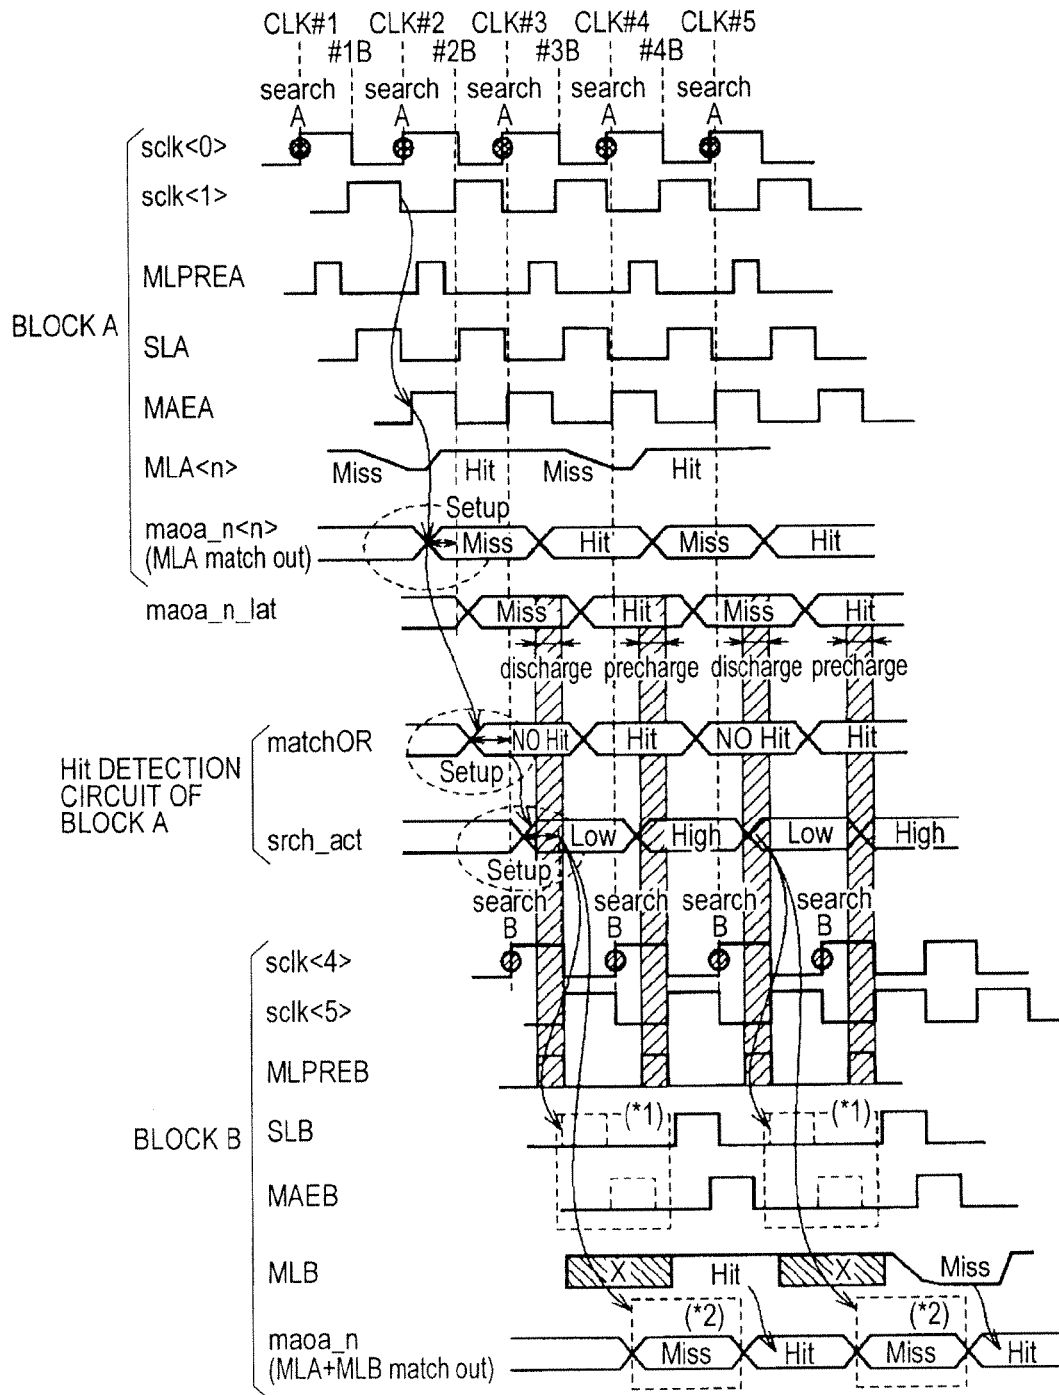 CLK#1 CLK#2 CLK#3 CLK#4 CLK#5
#1B #2B #3B #4B
search search search search search
A A A A A
sclk<0>
sclk<1>
MLPREA
BLOCK A
SLA
MAEA
MLA<n>
Miss Hit Miss Hit
Setup
maoa_n<n>
(MLA match out)
Miss Hit Miss Hit
maoa_n_lat
Miss Hit Miss Hit
discharge precharge discharge precharge
matchOR
NO Hit Hit NO Hit Hit
Setup
Hit DETECTION
CIRCUIT OF
BLOCK A
srch_act
Low High Low High
Setup
search search search search
B B B B
sclk<4>
sclk<5>
MLPREB
BLOCK B
SLB
(*1) (*1)
MAEB
MLB
X Hit X Miss
(*2) (*2)
maoa_n
(MLA+MLB match out)
Miss Hit Miss Hit